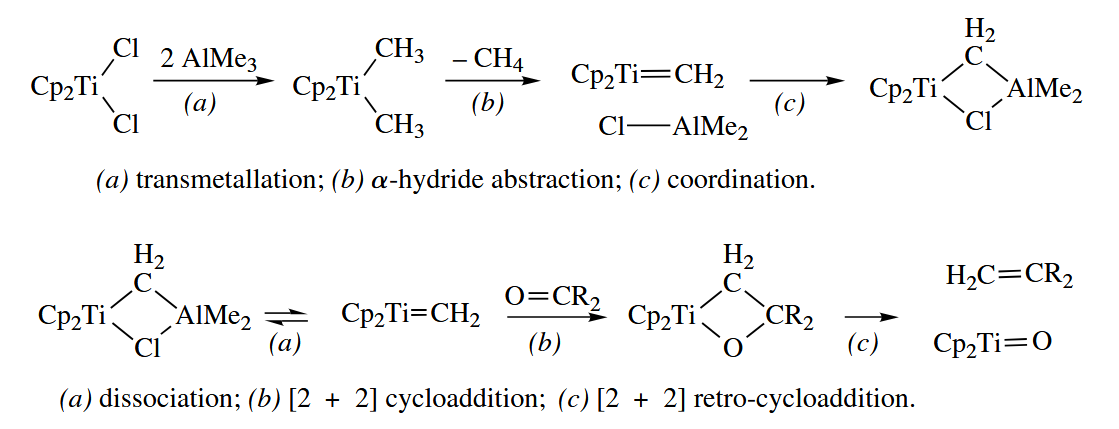 H2
Cl CH3 C
Cp2Ti 2 AlMe3 Cp2Ti – CH4 Cp2Ti=CH2 Cp2Ti AlMe2
(a) (b) (c)
Cl CH3 Cl—AlMe2 Cl
(a) transmetallation; (b) α-hydride abstraction; (c) coordination.
H2 H2
C C H2C=CR2
Cp2Ti AlMe2 Cp2Ti=CH2 O=CR2 Cp2Ti CR2
Cl (a) (b) O (c) Cp2Ti=O
(a) dissociation; (b) [2 + 2] cycloaddition; (c) [2 + 2] retro-cycloaddition.